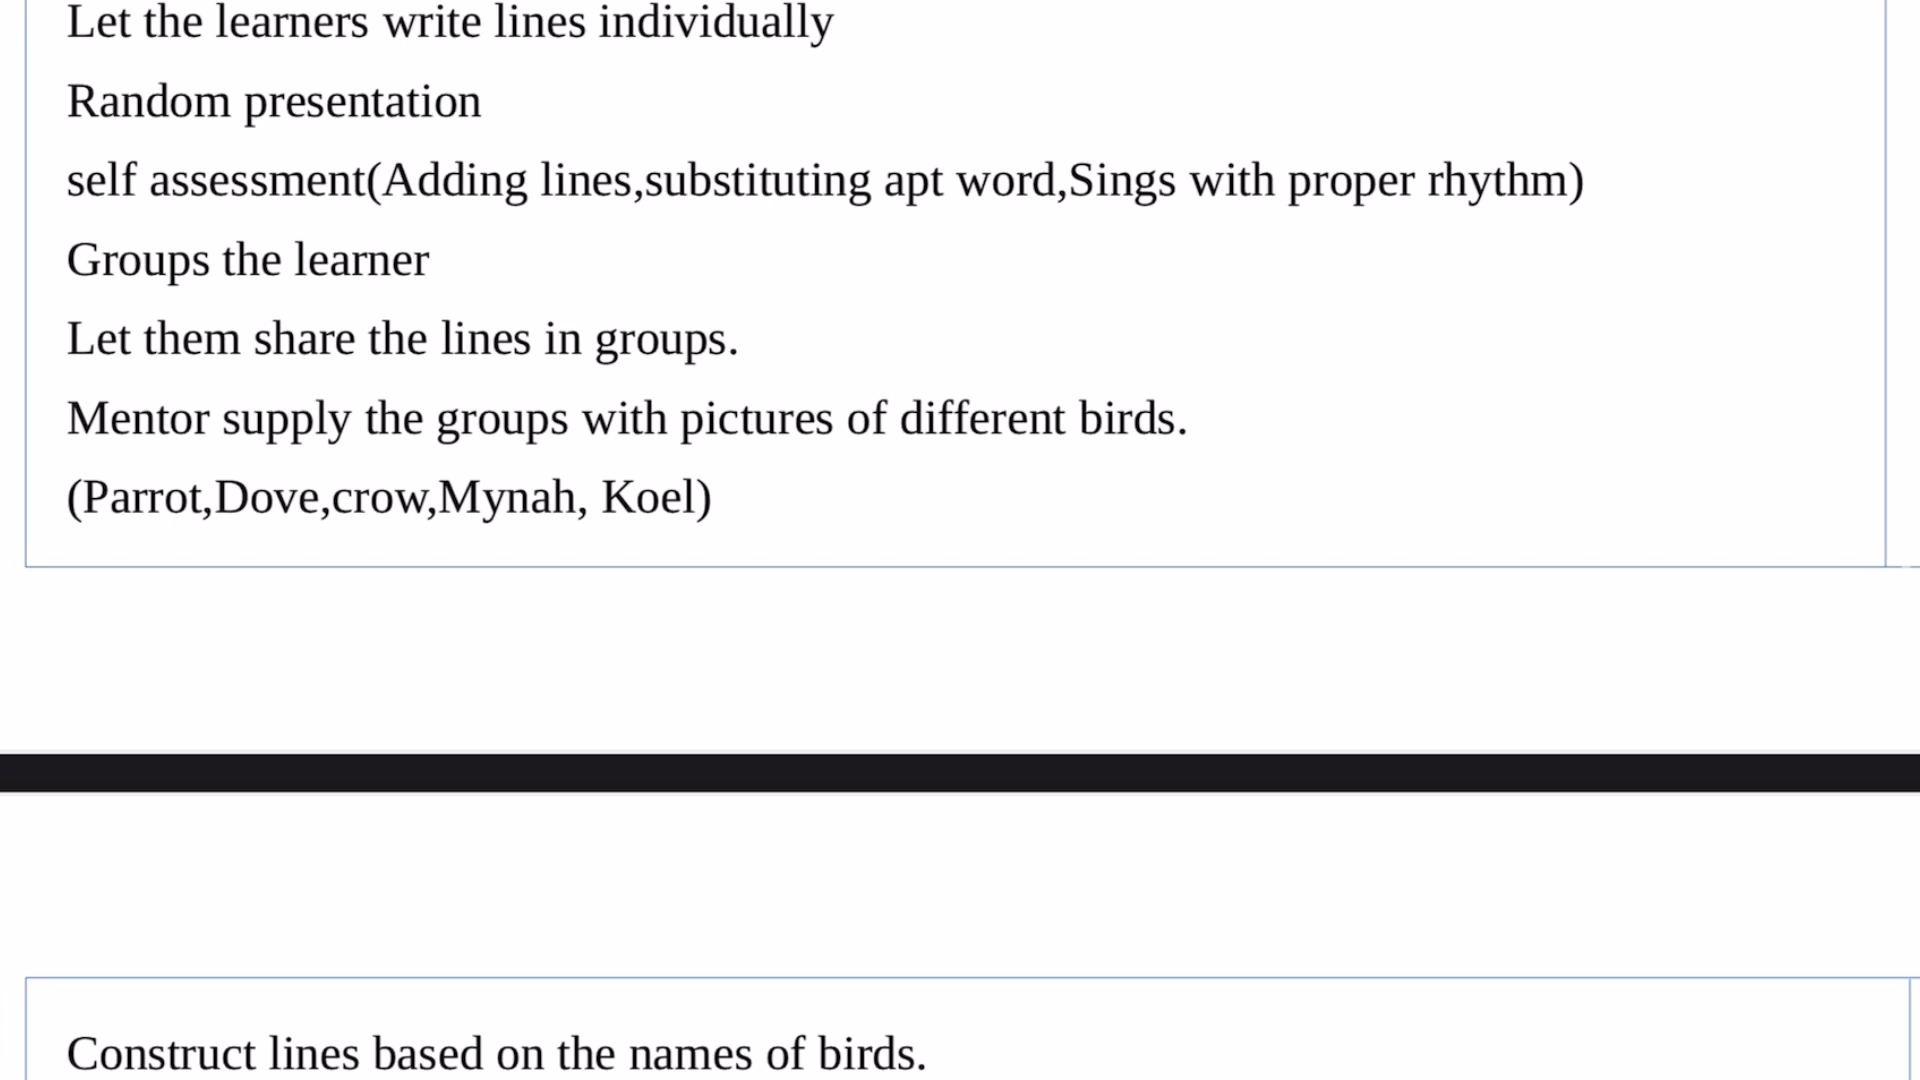 Let the learners write lines individually
Random presentation
self assessment(Adding lines,substituting apt word,Sings with proper rhythm)
Groups the learner
Let them share the lines in groups.
Mentor supply the groups with pictures of different birds.
(Parrot,Dove,crow,Mynah, Koel)
Construct lines based on the names of birds.